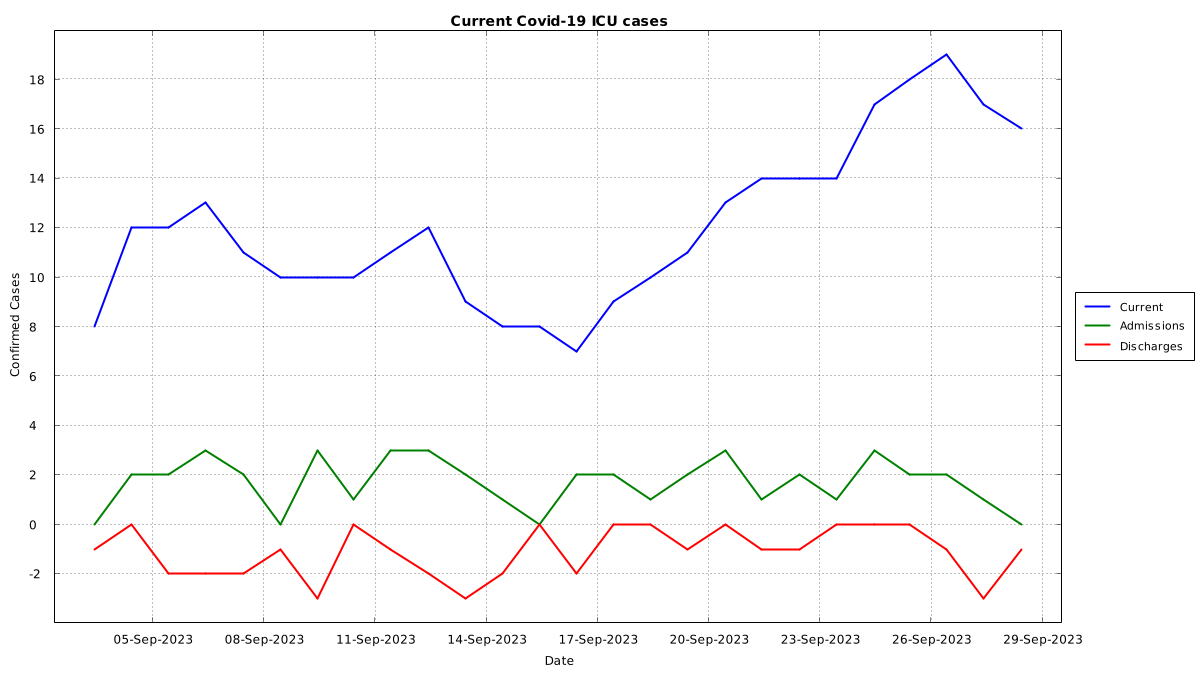 Current Covid-19 ICU cases
Confirmed Cases
18
16
14
12
10
8
6
4
2
0
-2
05-Sep-2023 08-Sep-2023 11-Sep-2023 14-Sep-2023 17-Sep-2023 20-Sep-2023 23-Sep-2023 26-Sep-2023 29-Sep-2023
Date
Current
Admissions
Discharges